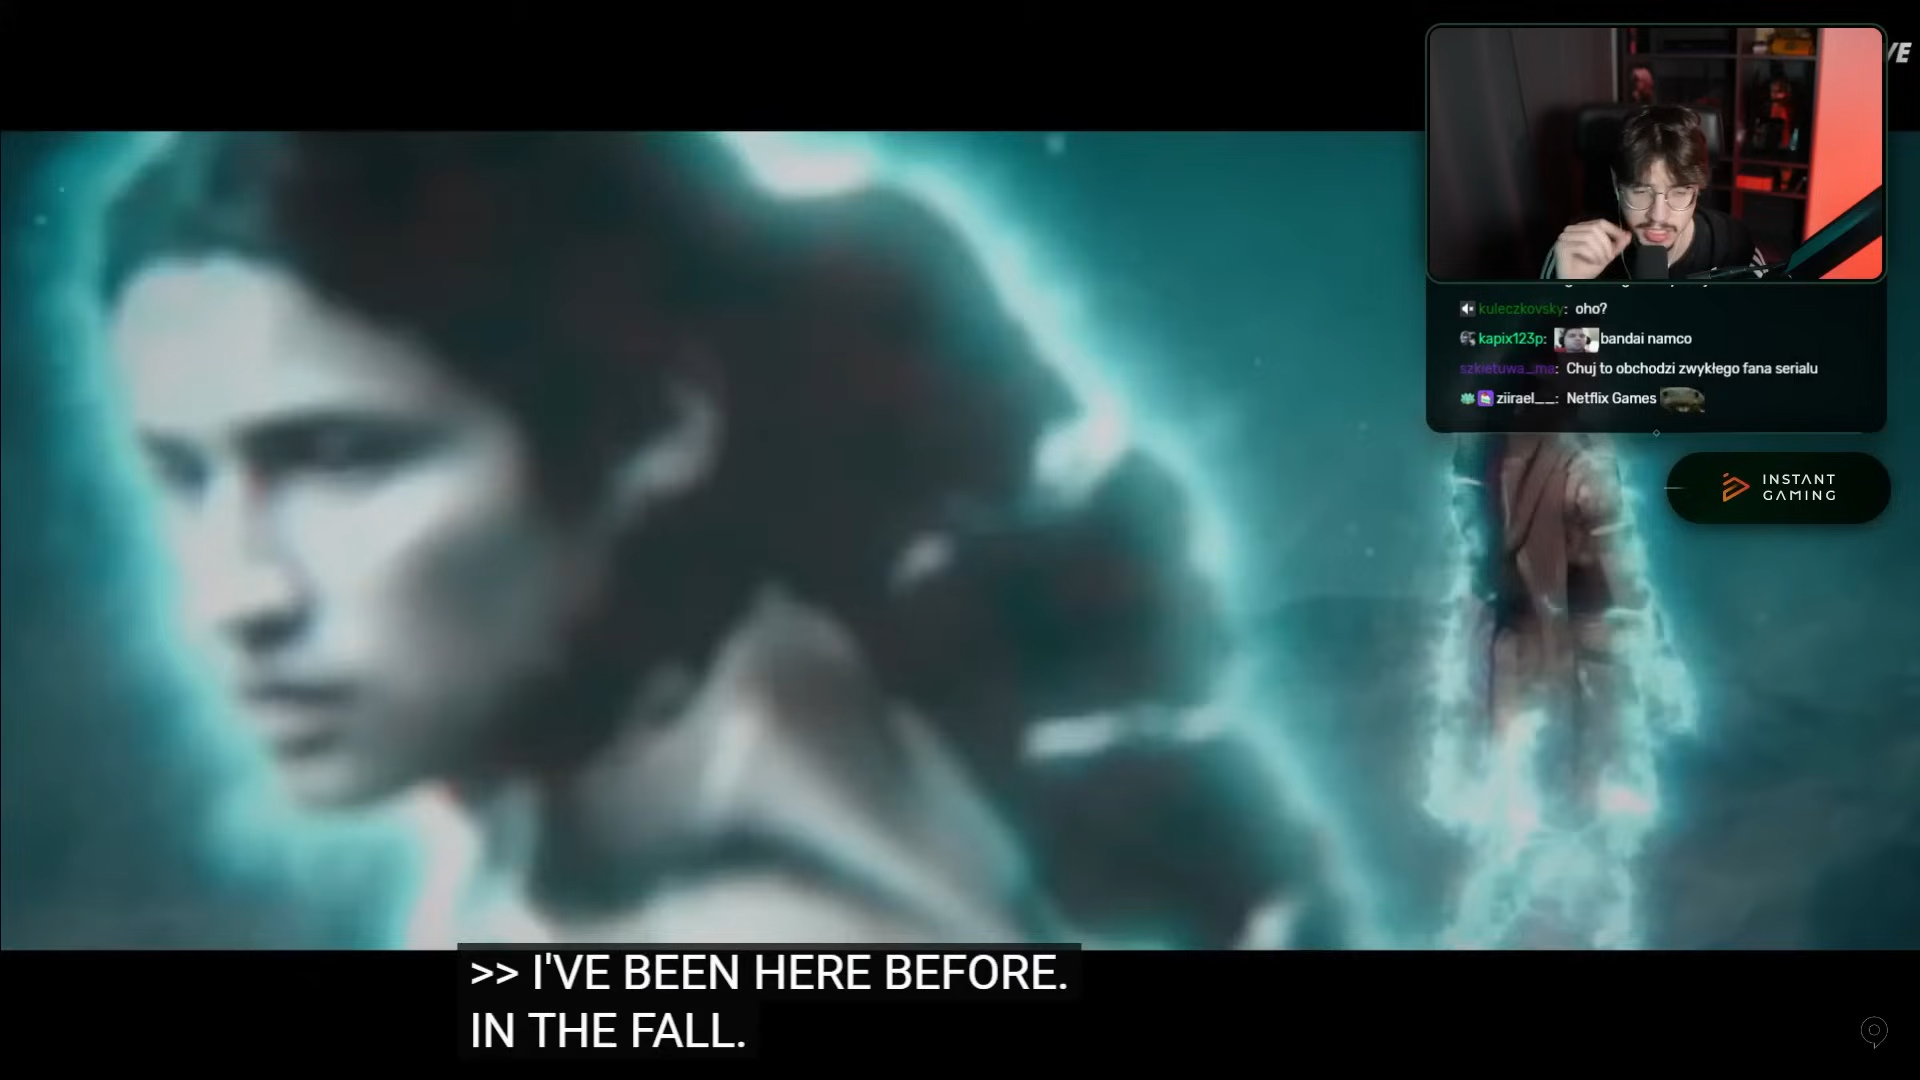 VE
kuleczkovsky: oho?
kapix123p: bandai namco
szkietuwa_ma: Chuj to obchodzi zwykłego fana serialu
ziirael__: Netflix Games
INSTANT
GAMING
>> I'VE BEEN HERE BEFORE.
IN THE FALL.